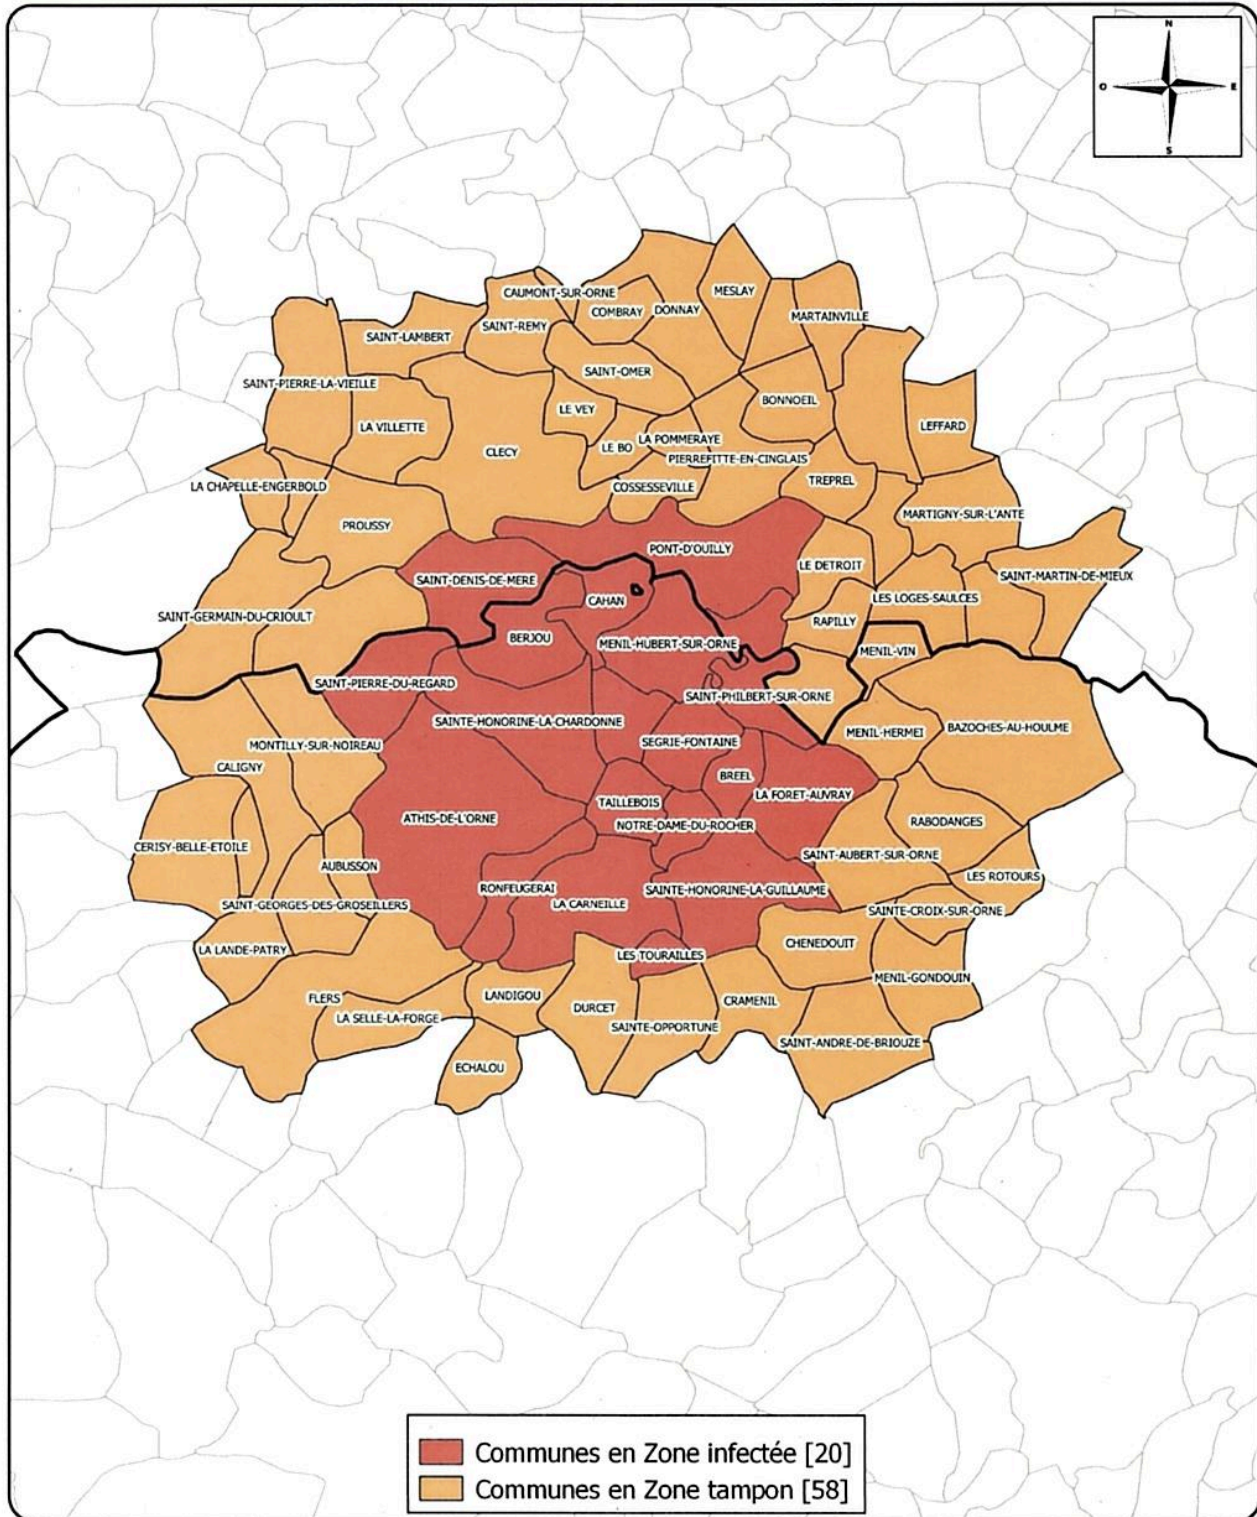 N
O
E
S
CAUMONT-SUR-ORNE
MESLAY
COMBRAY
DONNAY
MARTAINVILLE
SAINT-REMY
SAINT-LAMBERT
SAINT-OMER
SAINT-PIERRE-LA-VIEILLE
BONNOEIL
LE VEY
LA VILLETTE
LEFFARD
LA POMMERAYE
LE BO
CLECY
PIERREFITTE-EN-CINGLAIS
TREPREL
LA CHAPELLE-ENGERBOLD
COSSESSEVILLE
MARTIGNY-SUR-L'ANTE
PROUSSY
PONT-D'OUILLY
LE DETROIT
SAINT-MARTIN-DE-MIEUX
SAINT-DENIS-DE-MERE
LES LOGES-SAULCES
CAHAN
SAINT-GERMAIN-DU-CRIOULT
RAPILLY
BERJOU
MENIL-HUBERT-SUR-ORNE
MENIL-VIN
SAINT-PIERRE-DU-REGARD
SAINT-PHILBERT-SUR-ORNE
SAINTE-HONORINE-LA-CHARDONNE
BAZOCHES-AU-HOULME
MENIL-HERMEI
SEGRIE-FONTAINE
MONTILLY-SUR-NOIREAU
CALIGNY
BREEL
LA FORET-AUVRAY
TAILLEBOIS
ATHIS-DE-L'ORNE
RABODANGES
NOTRE-DAME-DU-ROCHER
CERISY-BELLE-ETOILE
SAINT-AUBERT-SUR-ORNE
AUBUSSON
LES ROTOURS
RONFEUGERAI
SAINTE-HONORINE-LA-GUILLAUME
SAINT-GEORGES-DES-GROSEILLERS
LA CARNEILLE
SAINTE-CROIX-SUR-ORNE
CHENEDOUIT
LA LANDE-PATRY
LES TOURAILLES
MENIL-GONDOUIN
FLERS
LANDIGOU
CRAMENIL
DURCET
LA SELLE-LA-FORGE
SAINTE-OPPORTUNE
SAINT-ANDRE-DE-BRIOUZE
ECHALOU
Communes en Zone infectée [20]
Communes en Zone tampon [58]